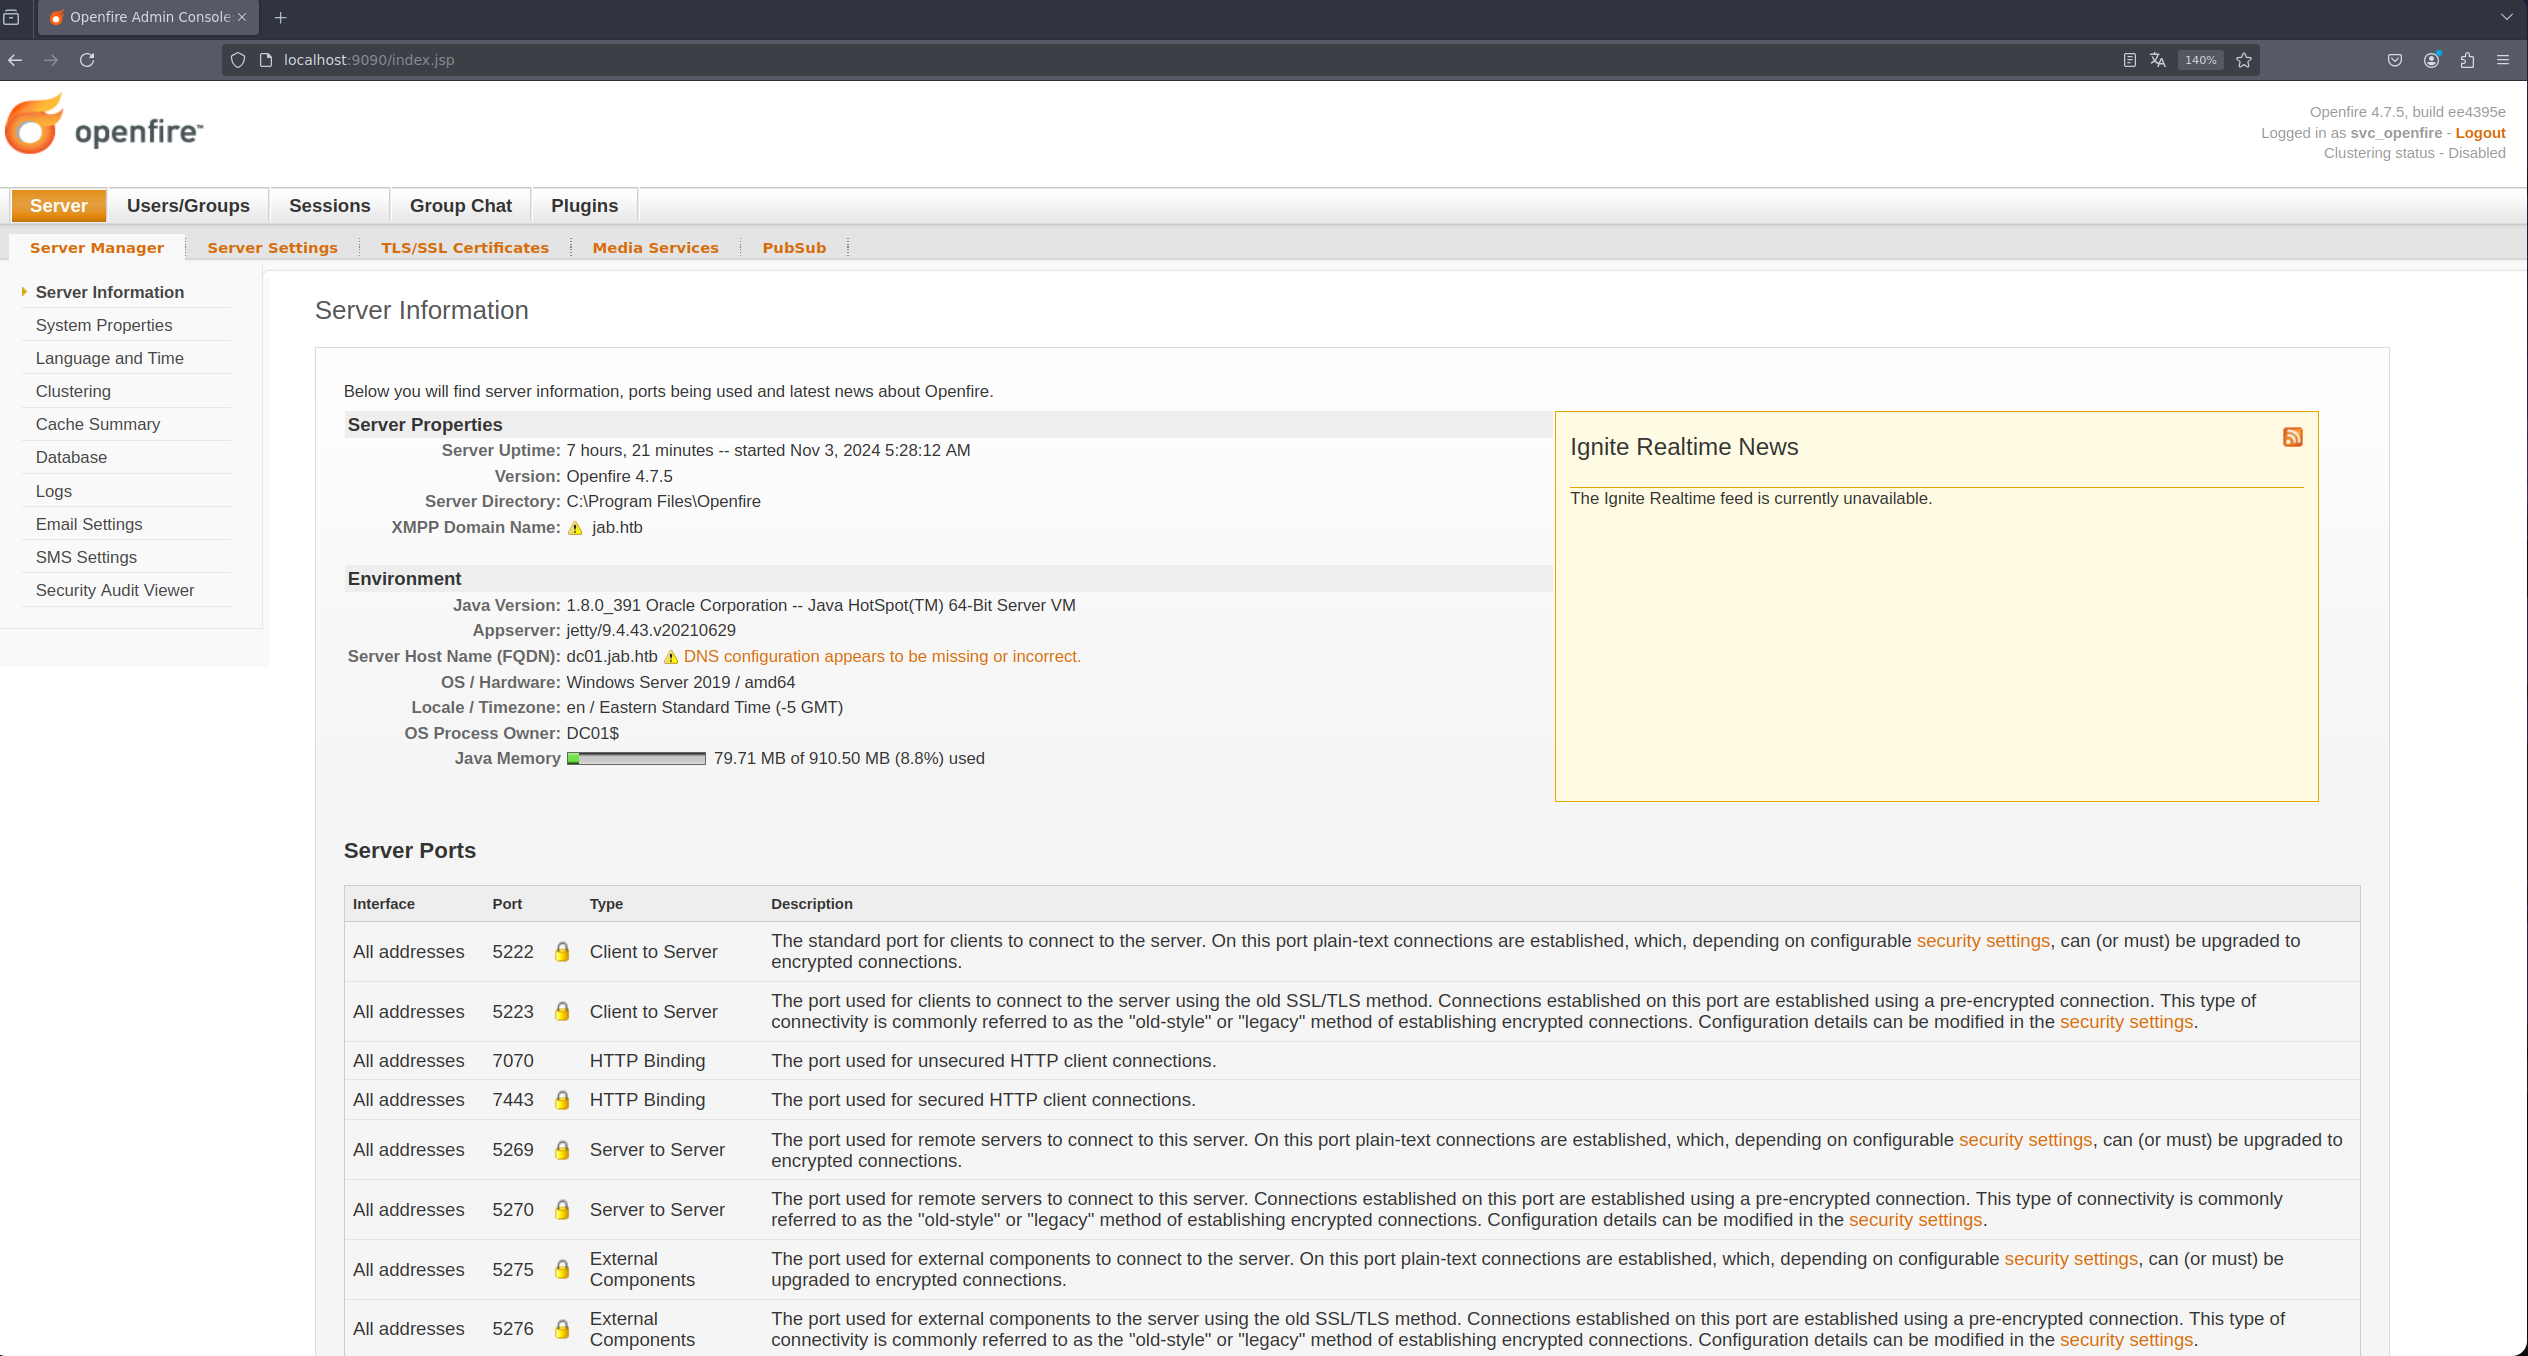 Openfire Admin Console:
localhost:9090/index.jsp
140%
openfire™
Openfire 4.7.5, build ee4395e
Logged in as svc_openfire - Logout
Clustering status - Disabled
Server
Users/Groups
Sessions
Group Chat
Plugins
Server Manager
Server Settings
TLS/SSL Certificates
Media Services
PubSub
Server Information
System Properties
Language and Time
Clustering
Cache Summary
Database
Logs
Email Settings
SMS Settings
Security Audit Viewer
Server Information
Below you will find server information, ports being used and latest news about Openfire.
Server Properties
Server Uptime: 7 hours, 21 minutes -- started Nov 3, 2024 5:28:12 AM
Version: Openfire 4.7.5
Server Directory: C:\Program Files\Openfire
XMPP Domain Name: jab.htb
Environment
Java Version: 1.8.0_391 Oracle Corporation -- Java HotSpot(TM) 64-Bit Server VM
Appserver: jetty/9.4.43.v20210629
Server Host Name (FQDN): dc01.jab.htb DNS configuration appears to be missing or incorrect.
OS / Hardware: Windows Server 2019 / amd64
Locale / Timezone: en / Eastern Standard Time (-5 GMT)
OS Process Owner: DC01$
Java Memory 79.71 MB of 910.50 MB (8.8%) used
Ignite Realtime News
The Ignite Realtime feed is currently unavailable.
Server Ports
Interface Port Type Description
All addresses 5222 Client to Server The standard port for clients to connect to the server. On this port plain-text connections are established, which, depending on configurable security settings, can (or must) be upgraded to
encrypted connections.
All addresses 5223 Client to Server The port used for clients to connect to the server using the old SSL/TLS method. Connections established on this port are established using a pre-encrypted connection. This type of
connectivity is commonly referred to as the "old-style" or "legacy" method of establishing encrypted connections. Configuration details can be modified in the security settings.
All addresses 7070 HTTP Binding The port used for unsecured HTTP client connections.
All addresses 7443 HTTP Binding The port used for secured HTTP client connections.
All addresses 5269 Server to Server The port used for remote servers to connect to this server. On this port plain-text connections are established, which, depending on configurable security settings, can (or must) be upgraded to
encrypted connections.
All addresses 5270 Server to Server The port used for remote servers to connect to this server. Connections established on this port are established using a pre-encrypted connection. This type of connectivity is commonly
referred to as the "old-style" or "legacy" method of establishing encrypted connections. Configuration details can be modified in the security settings.
All addresses 5275 External Components The port used for external components to connect to the server. On this port plain-text connections are established, which, depending on configurable security settings, can (or must) be
upgraded to encrypted connections.
All addresses 5276 External Components The port used for external components to the server using the old SSL/TLS method. Connections established on this port are established using a pre-encrypted connection. This type of
connectivity is commonly referred to as the "old-style" or "legacy" method of establishing encrypted connections. Configuration details can be modified in the security settings.